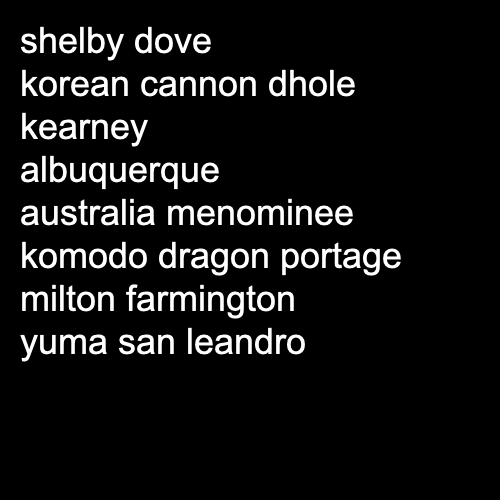 shelby dove
korean cannon dhole
kearney
albuquerque
australia menominee
komodo dragon portage
milton farmington
yuma san leandro